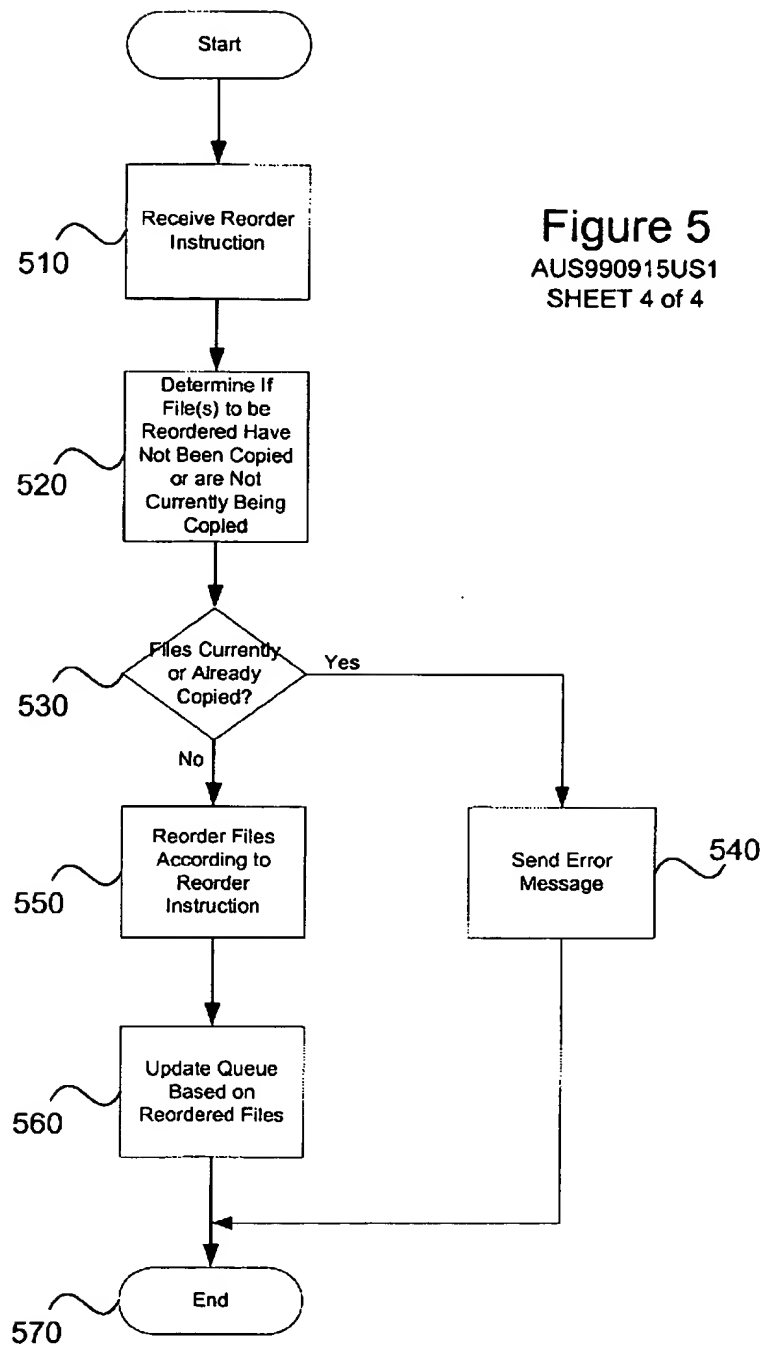 Start
Receive Reorder
Instruction
510
Figure 5
AUS990915US1
SHEET 4 of 4
Determine If
File(s) to be
Reordered Have
Not Been Copied
or are Not
Currently Being
Copied
520
Files Currently
or Already
Copied?
530
Yes
No
Reorder Files
According to
Reorder
Instruction
550
Send Error
Message
540
Update Queue
Based on
Reordered Files
560
End
570